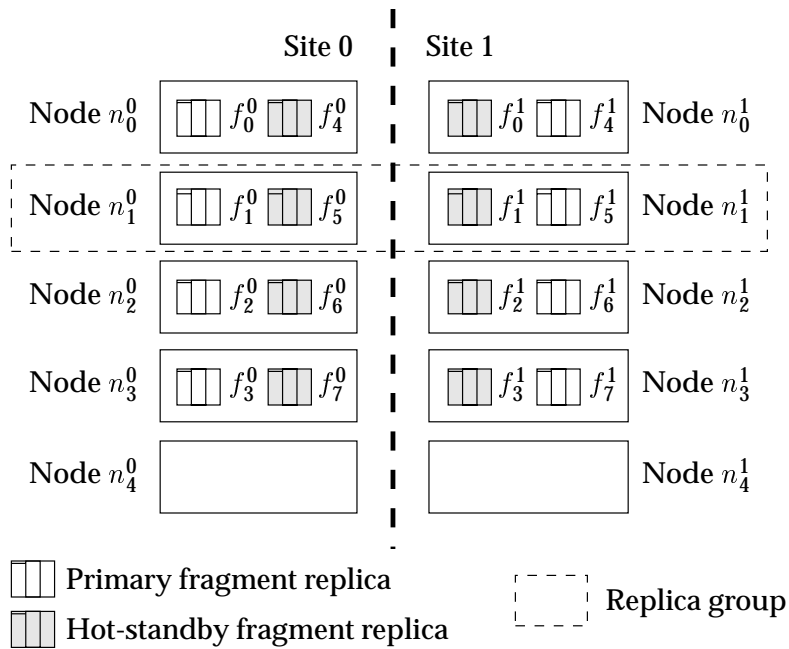 Site 0 Site 1
Node n_0^0 f_0^0 f_4^0 f_0^1 f_4^1 Node n_0^1
Node n_1^0 f_1^0 f_5^0 f_1^1 f_5^1 Node n_1^1
Node n_2^0 f_2^0 f_6^0 f_2^1 f_6^1 Node n_2^1
Node n_3^0 f_3^0 f_7^0 f_3^1 f_7^1 Node n_3^1
Node n_4^0 Node n_4^1
Primary fragment replica
Hot-standby fragment replica
Replica group